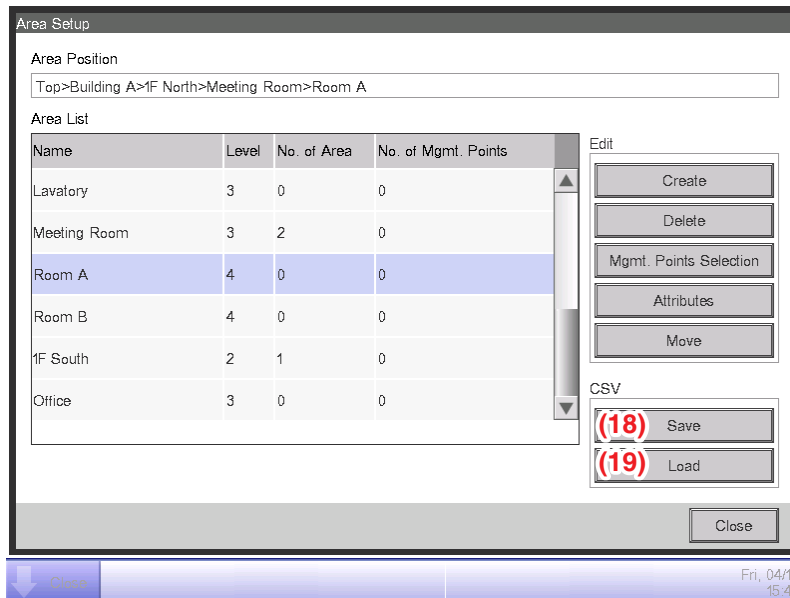 Area Setup
Area Position
Top>Building A>1F North>Meeting Room>Room A
Area List
Name Level No. of Area No. of Mgmt. Points
Lavatory 3 0 0
Meeting Room 3 2 0
Room A 4 0 0
Room B 4 0 0
1F South 2 1 0
Office 3 0 0
Edit
Create
Delete
Mgmt. Points Selection
Attributes
Move
CSV
(18) Save
(19) Load
Close
Fri, 04/1
15:4